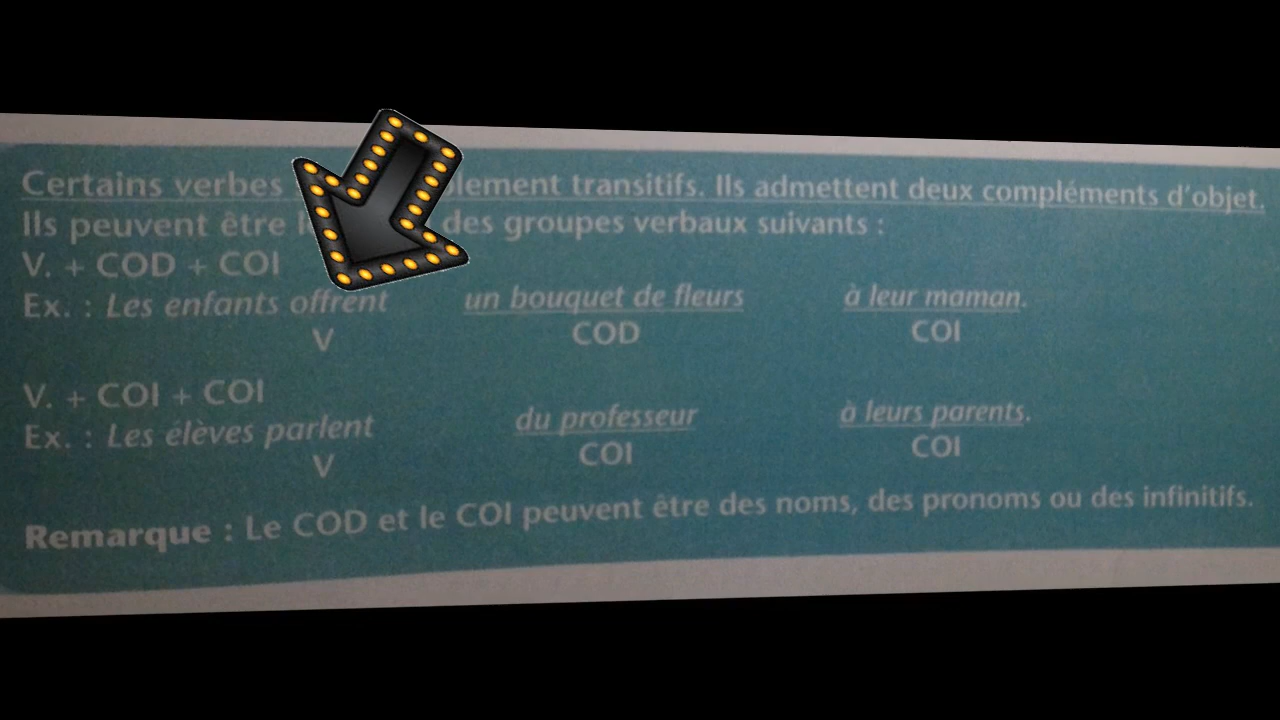 Certains verbes transitifs. Ils admettent deux compléments d'objet.
Ils peuvent être des groupes verbaux suivants :
V. + COD + COI
Ex. : Les enfants offrent un bouquet de fleurs à leur maman.
V COD COI
V. + COI + COI
Ex. : Les élèves parlent du professeur à leurs parents.
V COI COI
Remarque : Le COD et le COI peuvent être des noms, des pronoms ou des infinitifs.